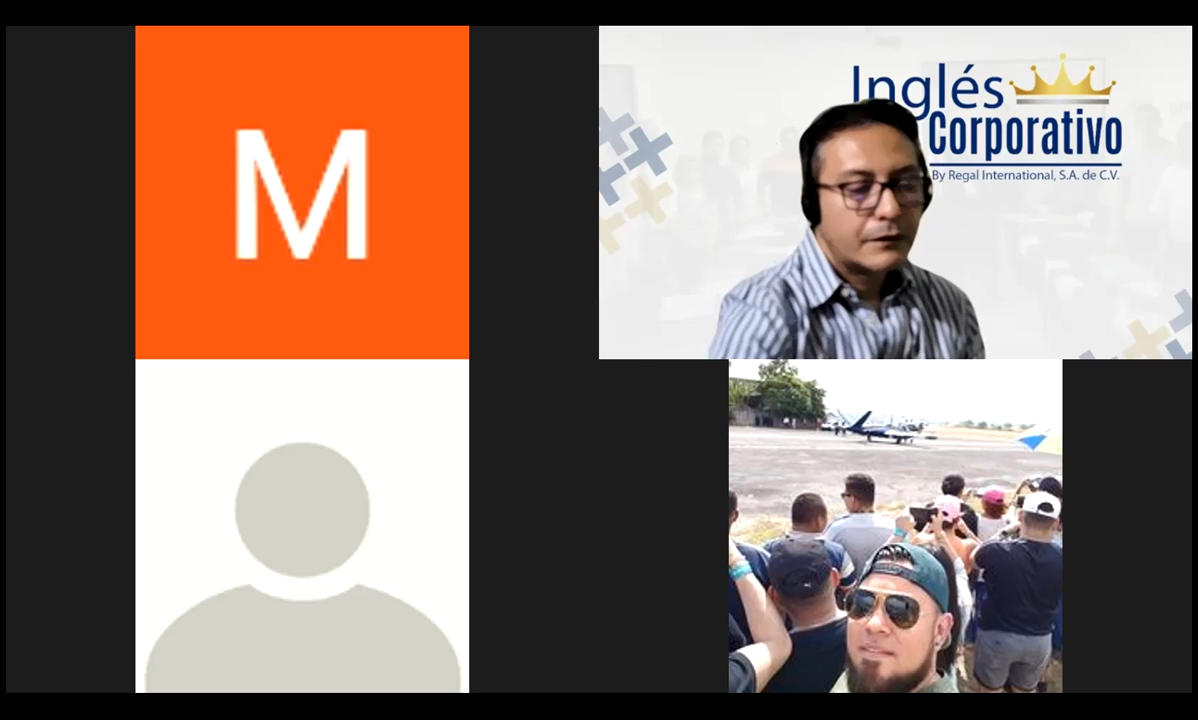 M
Inglés
Corporativo
By Regal International, S.A. de C.V.